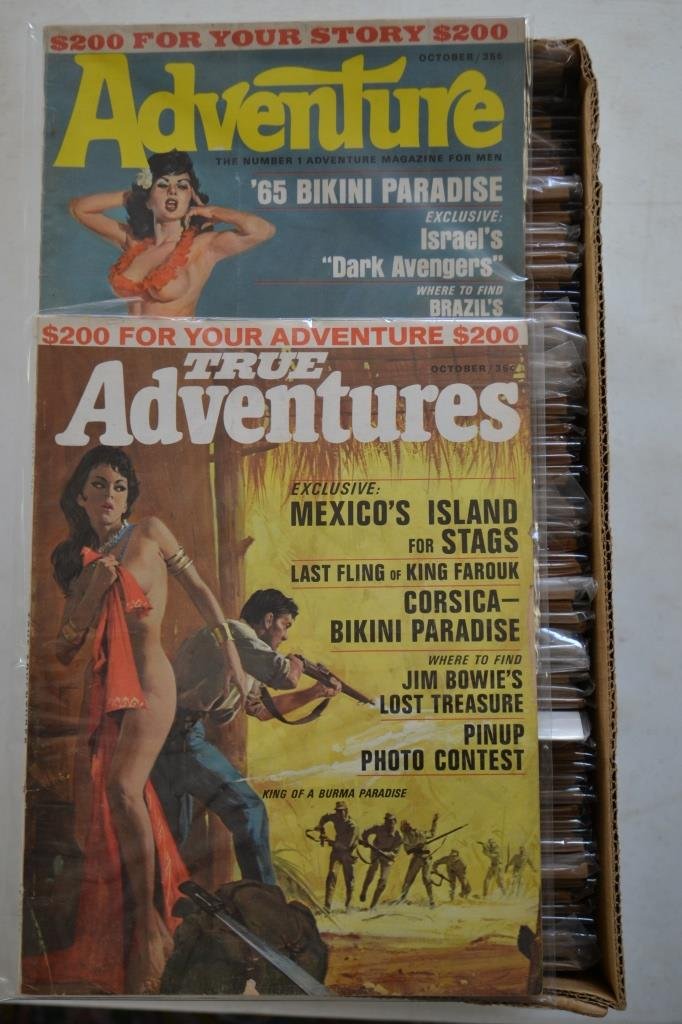 $200 FOR YOUR STORY $200
OCTOBER/35¢
Adventure
THE NUMBER 1 ADVENTURE MAGAZINE FOR MEN
'65 BIKINI PARADISE
EXCLUSIVE:
Israel's
"Dark Avengers"
WHERE TO FIND
BRAZIL'S
$200 FOR YOUR ADVENTURE $200
TRUE
OCTOBER/35¢
Adventures
EXCLUSIVE:
MEXICO'S ISLAND
FOR STAGS
LAST FLING OF KING FAROUK
CORSICA—
BIKINI PARADISE
WHERE TO FIND
JIM BOWIE'S
LOST TREASURE
PINUP
PHOTO CONTEST
KING OF A BURMA PARADISE